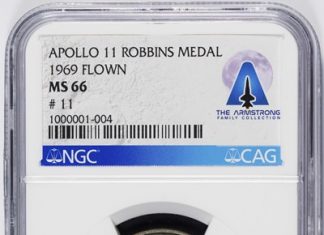 APOLLO 11 ROBBINS MEDAL
1969 FLOWN
MS 66
# 11
1000001-004
THE ARMSTRONG
FAMILY COLLECTION
NGC
CAG